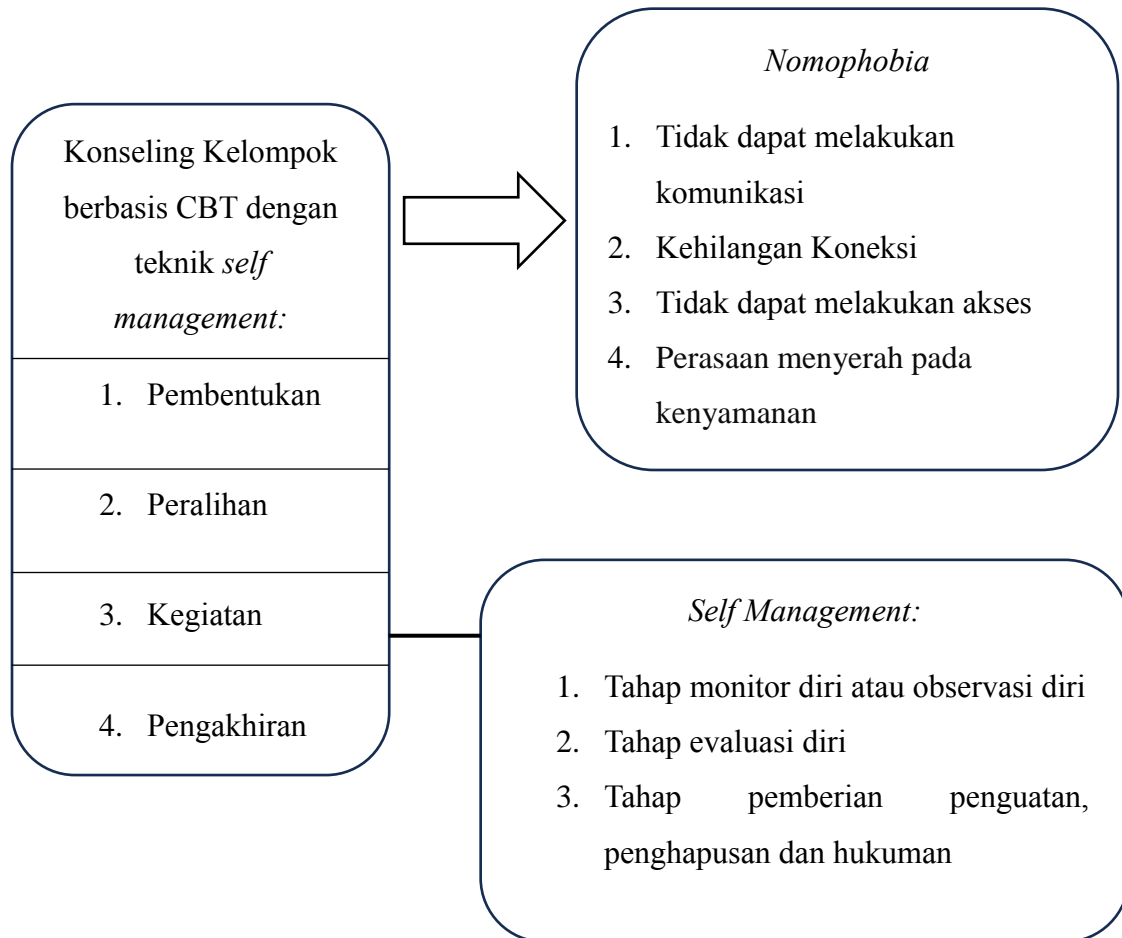 Konseling Kelompok
berbasis CBT dengan
teknik self
management:
1. Pembentukan
2. Peralihan
3. Kegiatan
4. Pengakhiran
Nomophobia
1. Tidak dapat melakukan
komunikasi
2. Kehilangan Koneksi
3. Tidak dapat melakukan akses
4. Perasaan menyerah pada
kenyamanan
Self Management:
1. Tahap monitor diri atau observasi diri
2. Tahap evaluasi diri
3. Tahap pemberian penguatan,
penghapusan dan hukuman